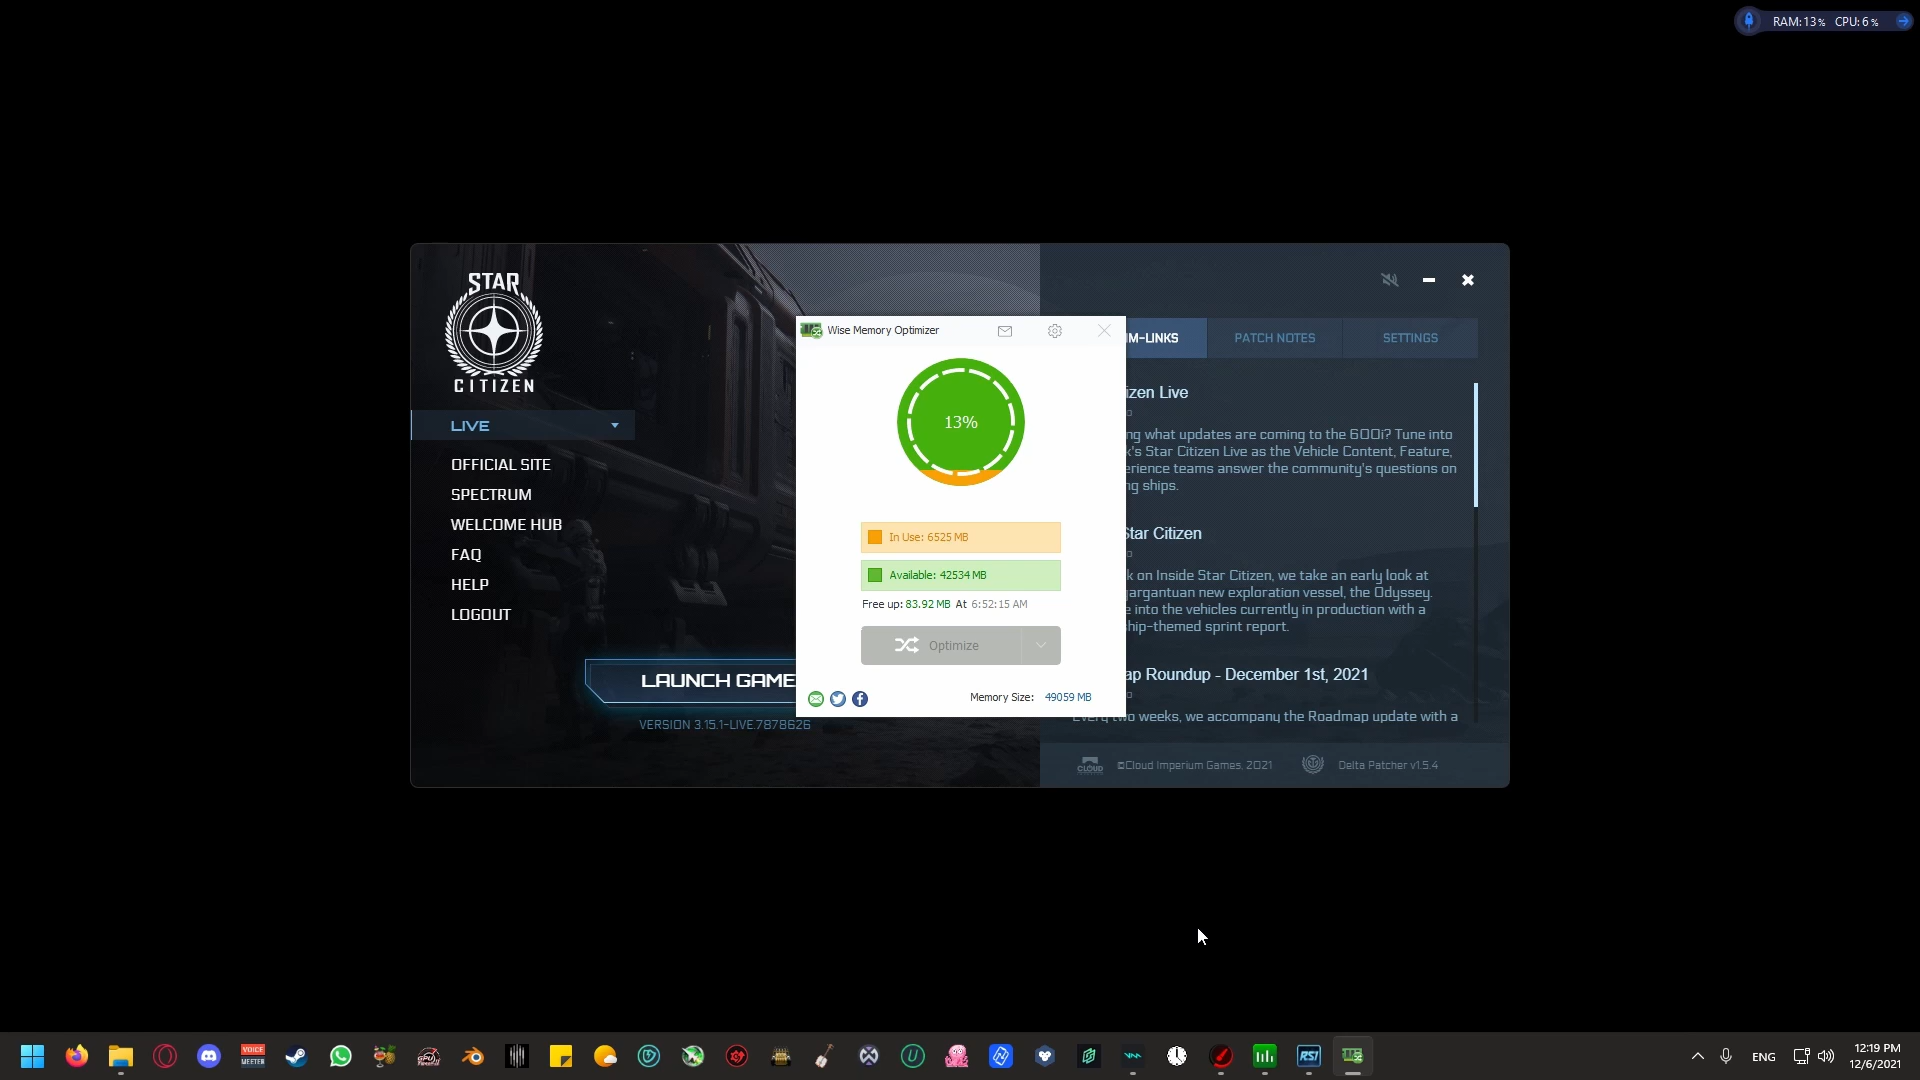 RAM:13% CPU: 6%
STAR
CITIZEN
LIVE
OFFICIAL SITE
SPECTRUM
WELCOME HUB
FAQ
HELP
LOGOUT
LAUNCH GAME
VERSION 3.15.1-LIVE.7878626
Wise Memory Optimizer
13%
In Use: 6525 MB
Available: 42534 MB
Free up: 83.92 MB At 6:52:15 AM
Optimize
Memory Size: 49059 MB
M-LINKS
PATCH NOTES
SETTINGS
izen Live
ng what updates are coming to the 600i? Tune into
k's Star Citizen Live as the Vehicle Content, Feature,
erience teams answer the community's questions on
ng ships.
Star Citizen
k on Inside Star Citizen, we take an early look at
gargantuan new exploration vessel, the Odyssey.
e into the vehicles currently in production with a
hip-themed sprint report.
ap Roundup - December 1st, 2021
Every two weeks, we accompany the Roadmap update with a
CLOUD
©Cloud Imperium Games, 2021
Delta Patcher v1.5.4
VOICE
MEETER
RSI
ENG
12:19 PM
12/6/2021